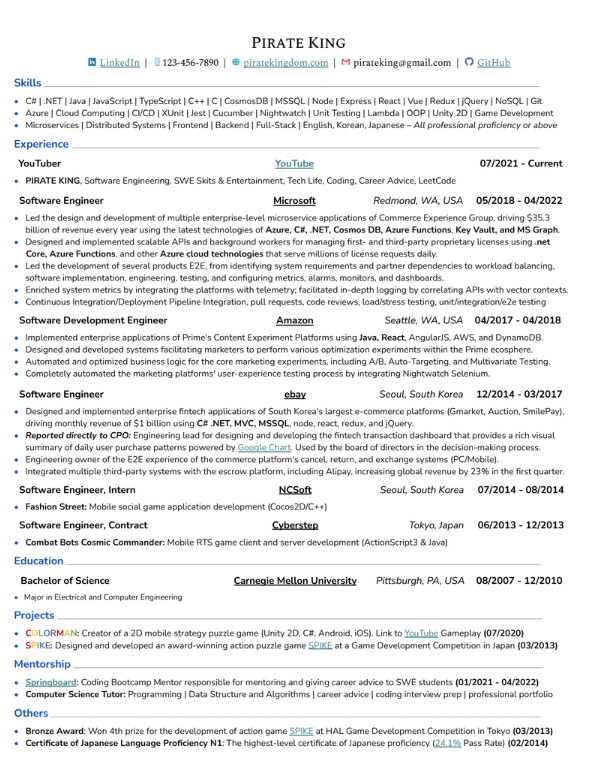 PIRATE KING
LinkedIn | 123-456-7890 | piratekingdom.com | pirateking@gmail.com | GitHub
Skills
• C# | .NET | Java | JavaScript | TypeScript | C++ | C | CosmosDB | MSSQL | Node | Express | React | Vue | Redux | jQuery | NoSQL | Git
• Azure | Cloud Computing | CI/CD | XUnit | Jest | Cucumber | Nightwatch | Unit Testing | Lambda | OOP | Unity 2D | Game Development
• Microservices | Distributed Systems | Frontend | Backend | Full-Stack | English, Korean, Japanese – All professional proficiency or above
Experience
YouTuber YouTube 07/2021 - Current
• PIRATE KING, Software Engineering, SWE Skits & Entertainment, Tech Life, Coding, Career Advice, LeetCode
Software Engineer Microsoft Redmond, WA, USA 05/2018 - 04/2022
• Led the design and development of multiple enterprise-level microservice applications of Commerce Experience Group, driving $35.3
billion of revenue every year using the latest technologies of Azure, C#, .NET, Cosmos DB, Azure Functions, Key Vault, and MS Graph.
• Designed and implemented scalable APIs and background workers for managing first- and third-party proprietary licenses using .net
Core, Azure Functions, and other Azure cloud technologies that serve millions of license requests daily.
• Led the development of several products E2E, from identifying system requirements and partner dependencies to workload balancing,
software implementation, engineering, testing, and configuring metrics, alarms, monitors, and dashboards.
• Enriched system metrics by integrating the platforms with telemetry; facilitated in-depth logging by correlating APIs with vector contexts.
• Continuous Integration/Deployment Pipeline Integration, pull requests, code reviews, load/stress testing, unit/integration/e2e testing
Software Development Engineer Amazon Seattle, WA, USA 04/2017 - 04/2018
• Implemented enterprise applications of Prime's Content Experiment Platforms using Java, React, AngularJS, AWS, and DynamoDB.
• Designed and developed systems facilitating marketers to perform various optimization experiments within the Prime ecosphere.
• Automated and optimized business logic for the core marketing experiments, including A/B, Auto-Targeting, and Multivariate Testing.
• Completely automated the marketing platforms' user-experience testing process by integrating Nightwatch Selenium.
Software Engineer ebay Seoul, South Korea 12/2014 - 03/2017
• Designed and implemented enterprise fintech applications of South Korea's largest e-commerce platforms (Gmarket, Auction, SmilePay),
driving monthly revenue of $1 billion using C# .NET, MVC, MSSQL, node, react, redux, and jQuery.
• Reported directly to CPO: Engineering lead for designing and developing the fintech transaction dashboard that provides a rich visual
summary of daily user purchase patterns powered by Google Chart. Used by the board of directors in the decision-making process.
• Engineering owner of the E2E experience of the commerce platform's cancel, return, and exchange systems (PC/Mobile).
• Integrated multiple third-party systems with the escrow platform, including Alipay, increasing global revenue by 23% in the first quarter.
Software Engineer, Intern NCSoft Seoul, South Korea 07/2014 - 08/2014
• Fashion Street: Mobile social game application development (Cocos2D/C++)
Software Engineer, Contract Cyberstep Tokyo, Japan 06/2013 - 12/2013
• Combat Bots Cosmic Commander: Mobile RTS game client and server development (ActionScript3 & Java)
Education
Bachelor of Science Carnegie Mellon University Pittsburgh, PA, USA 08/2007 - 12/2010
• Major in Electrical and Computer Engineering
Projects
• COLORMAN: Creator of a 2D mobile strategy puzzle game (Unity 2D, C#, Android, iOS). Link to YouTube Gameplay (07/2020)
• SPIKE: Designed and developed an award-winning action puzzle game SPIKE at a Game Development Competition in Japan (03/2013)
Mentorship
• Springboard: Coding Bootcamp Mentor responsible for mentoring and giving career advice to SWE students (01/2021 - 04/2022)
• Computer Science Tutor: Programming | Data Structure and Algorithms | career advice | coding interview prep | professional portfolio
Others
• Bronze Award: Won 4th prize for the development of action game SPIKE at HAL Game Development Competition in Tokyo (03/2013)
• Certificate of Japanese Language Proficiency N1: The highest-level certificate of Japanese proficiency (24.1% Pass Rate) (02/2014)